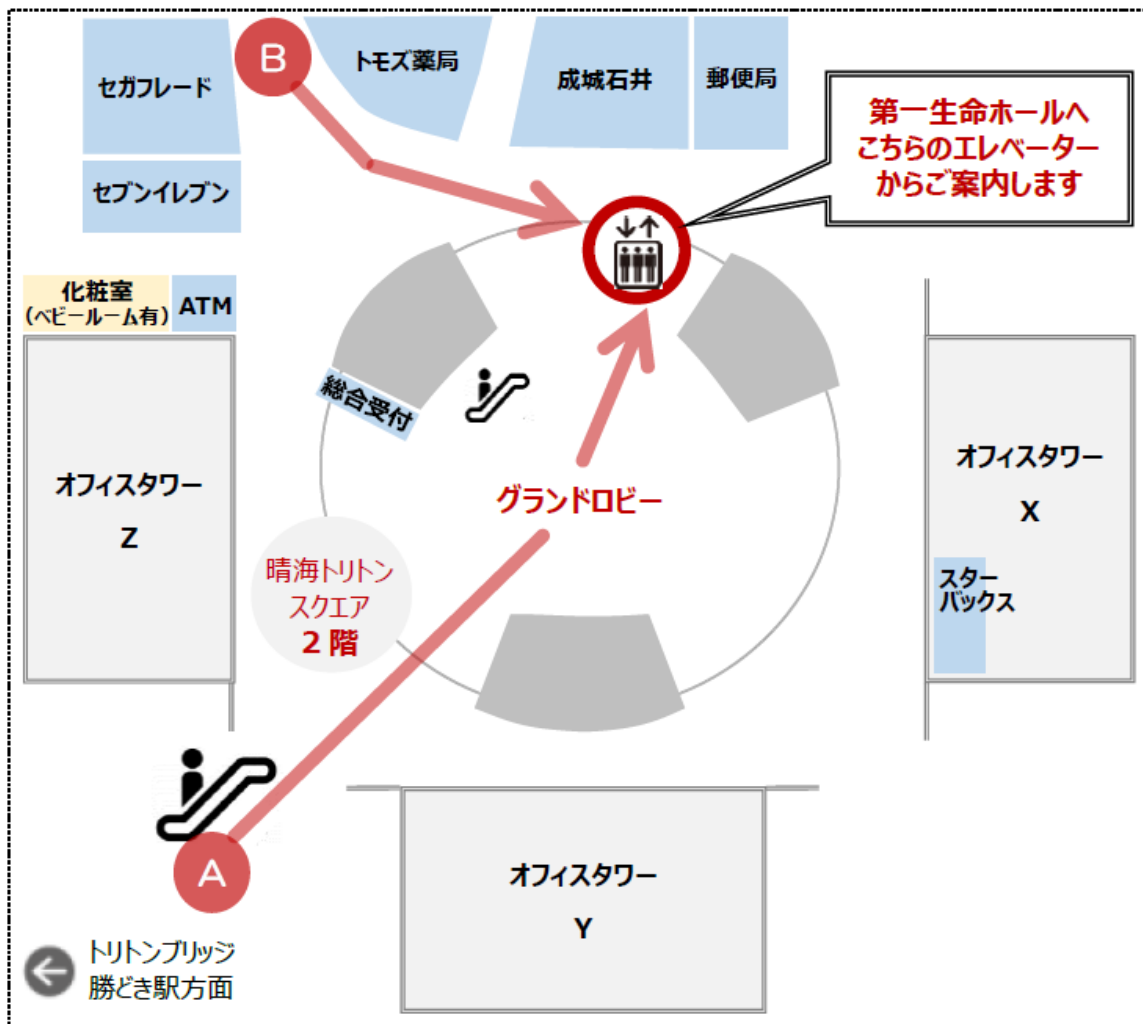 B
セガフレード
トモズ薬局
成城石井
郵便局
第一生命ホールへ
こちらのエレベーター
からご案内します
セブンイレブン
化粧室
（ベビールーム有）
ATM
総合受付
オフィスタワー
Z
グランドロビー
オフィスタワー
X
晴海トリトン
スクエア
２階
スター
バックス
A
オフィスタワー
Y
トリトンブリッジ
勝どき駅方面